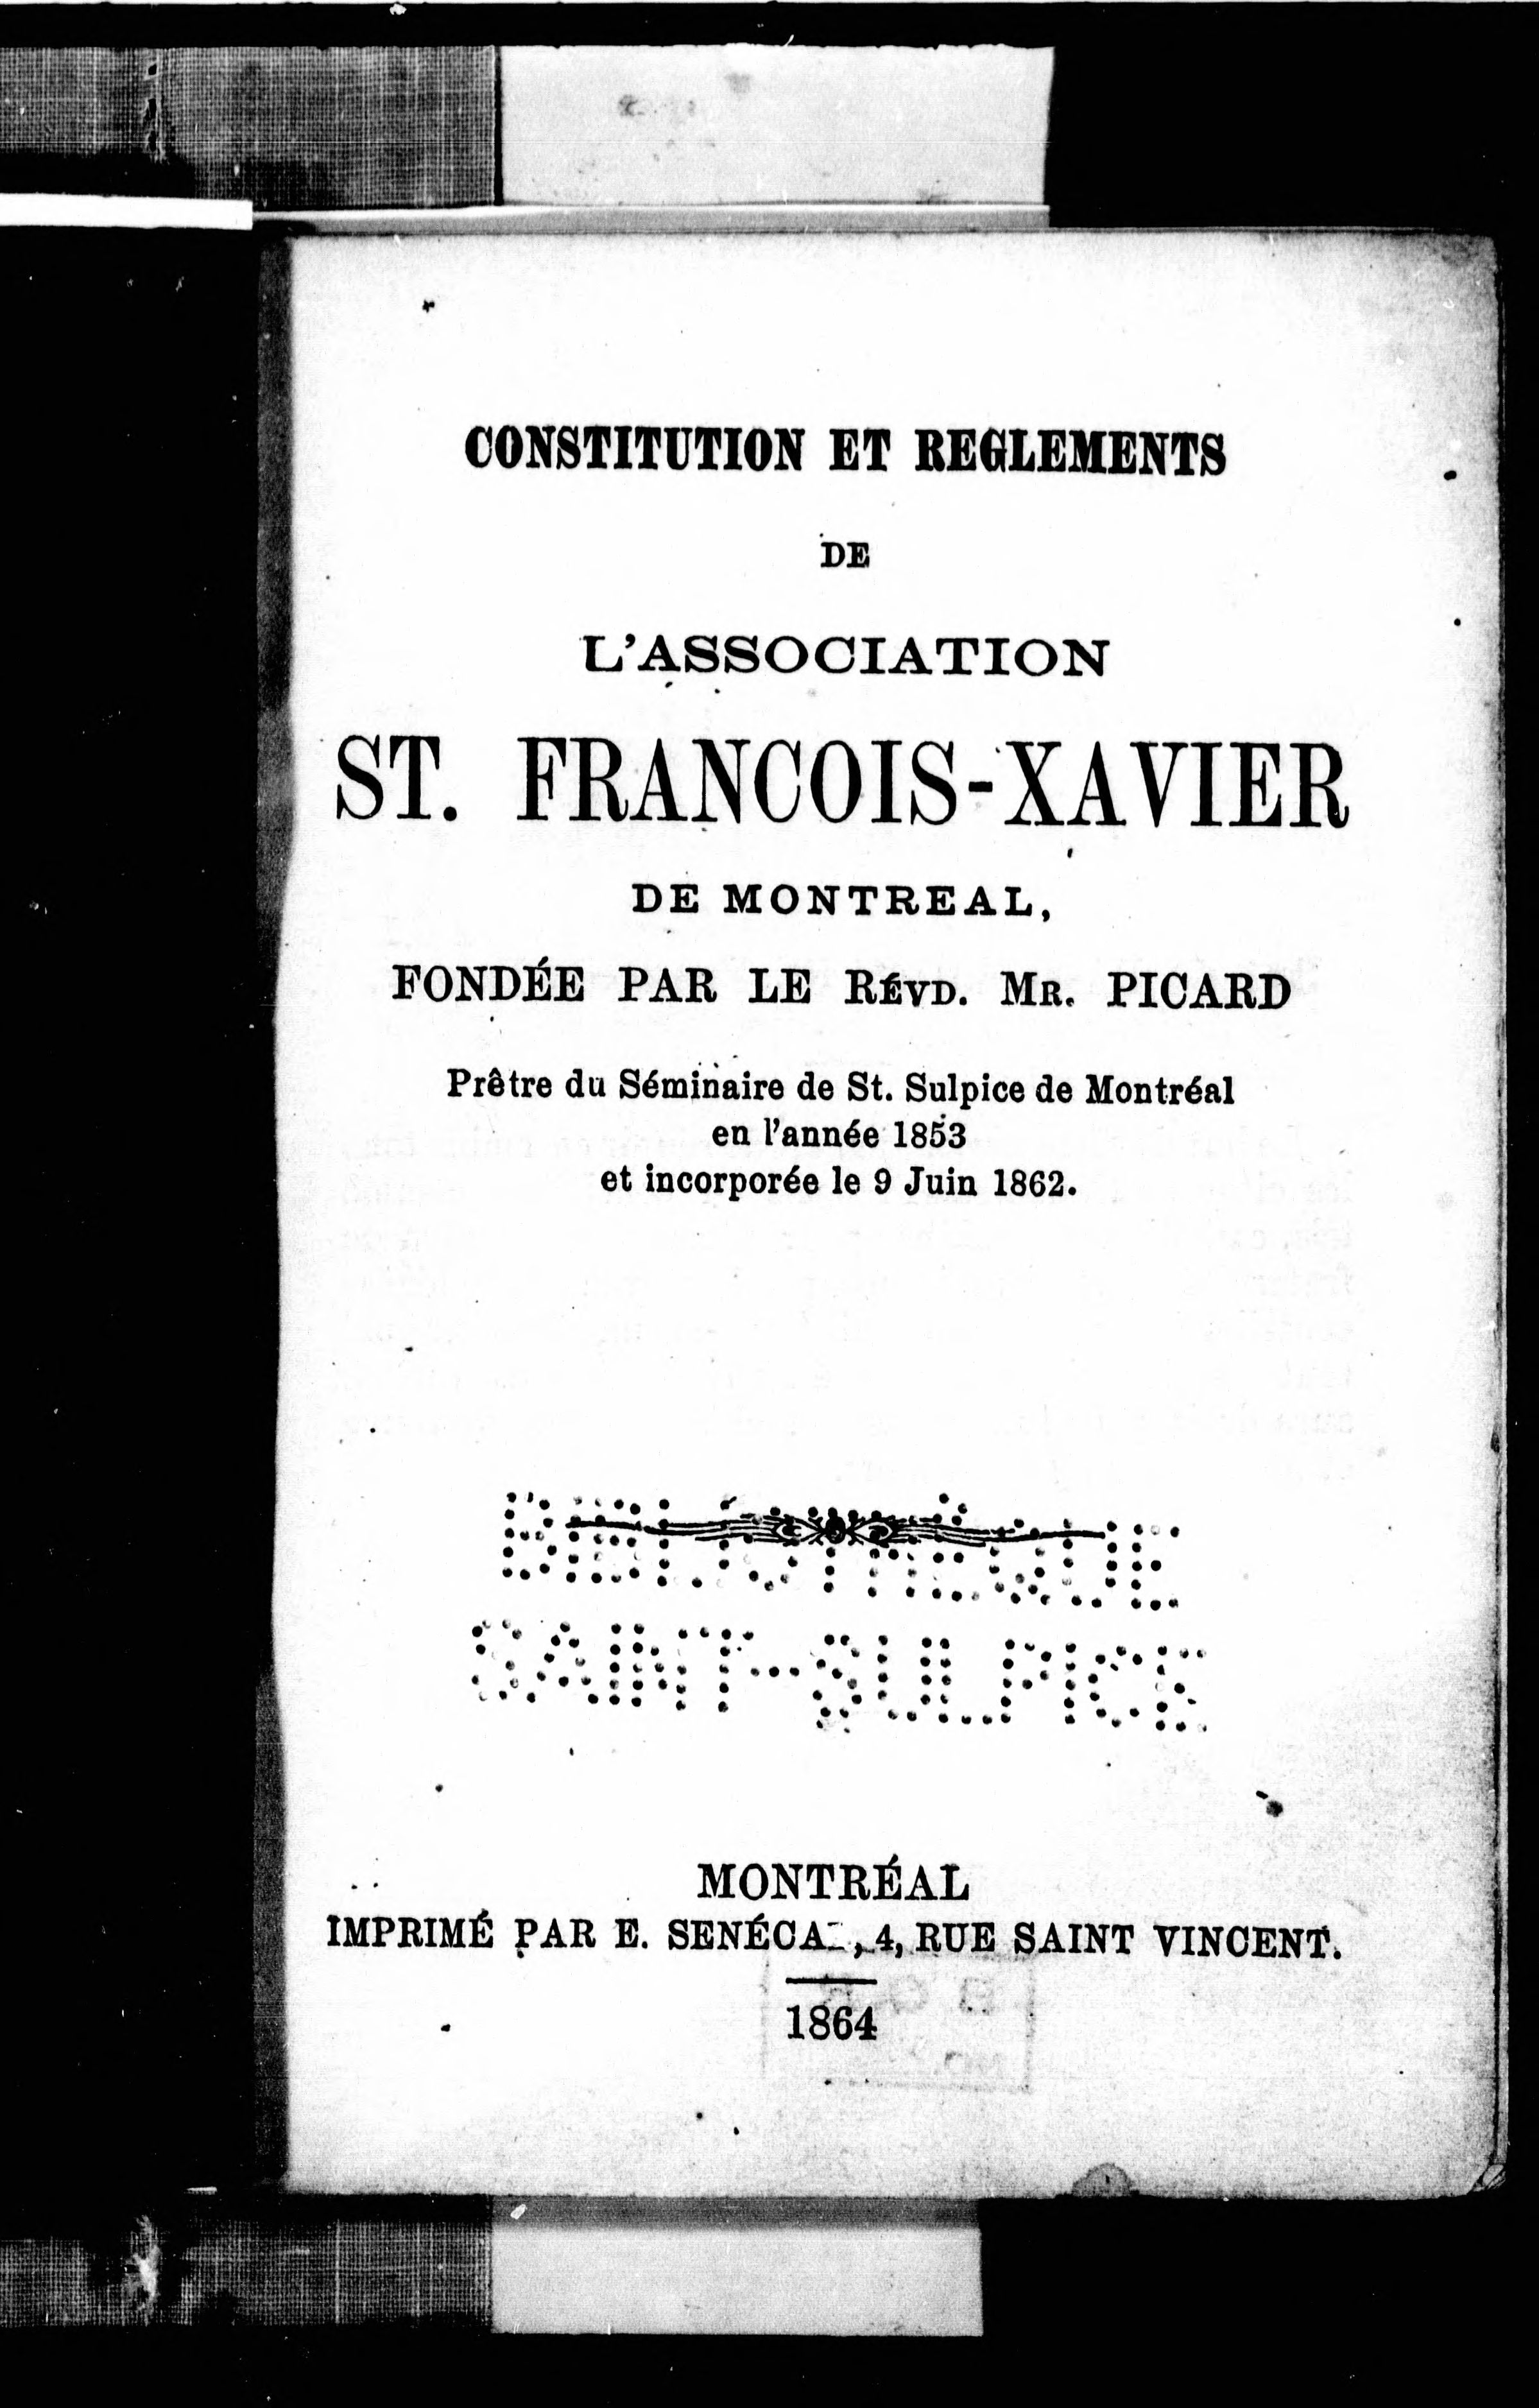 CONSTITUTION ET REGLEMENTS
DE
L'ASSOCIATION
ST. FRANCOIS-XAVIER
DE MONTREAL,
FONDÉE PAR LE RÉVD. MR. PICARD
Prêtre du Séminaire de St. Sulpice de Montréal
en l'année 1853
et incorporée le 9 Juin 1862.
BIBLIOTHÈQUE
SAINT-SULPICE
MONTRÉAL
IMPRIMÉ PAR E. SENÉCAL, 4, RUE SAINT VINCENT.
1864